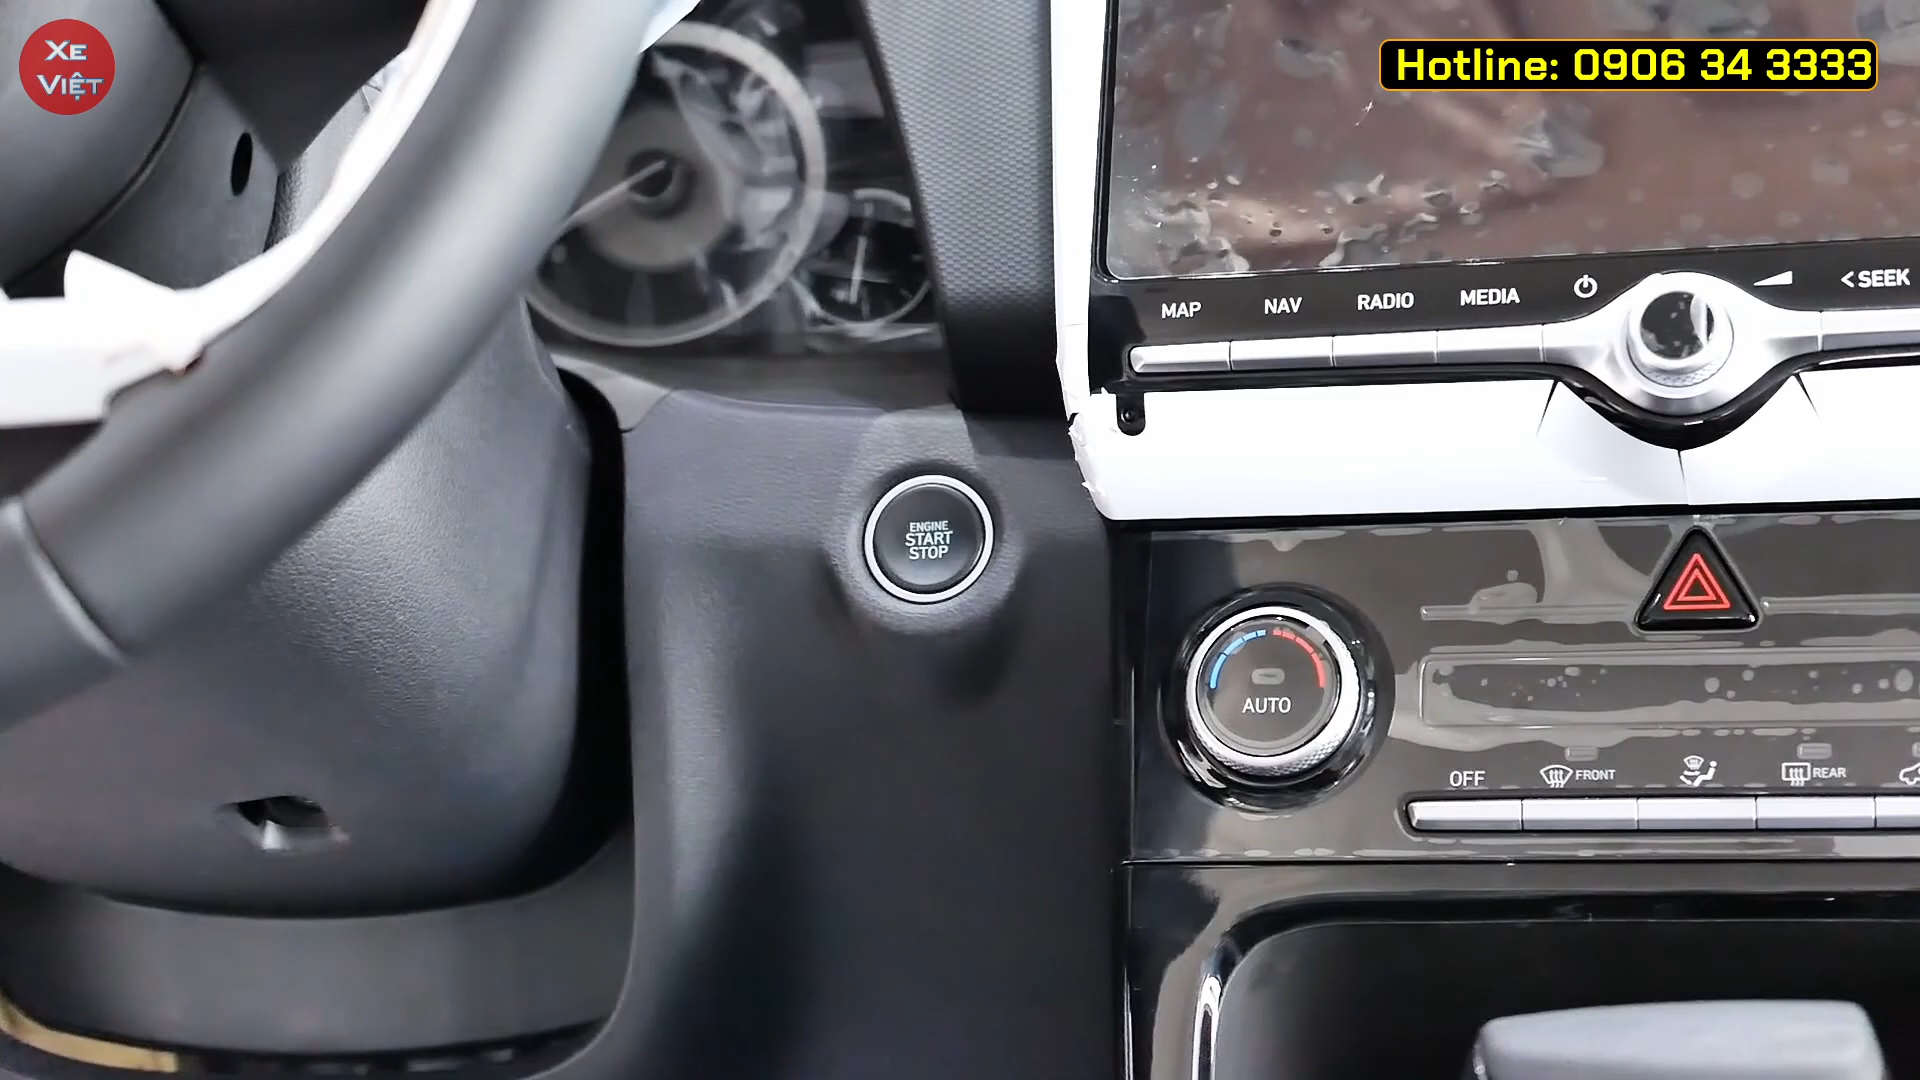 XE
VIỆT
Hotline: 0906 34 3333
MAP
NAV
RADIO
MEDIA
< SEEK
ENGINE
START
STOP
AUTO
OFF
FRONT
REAR